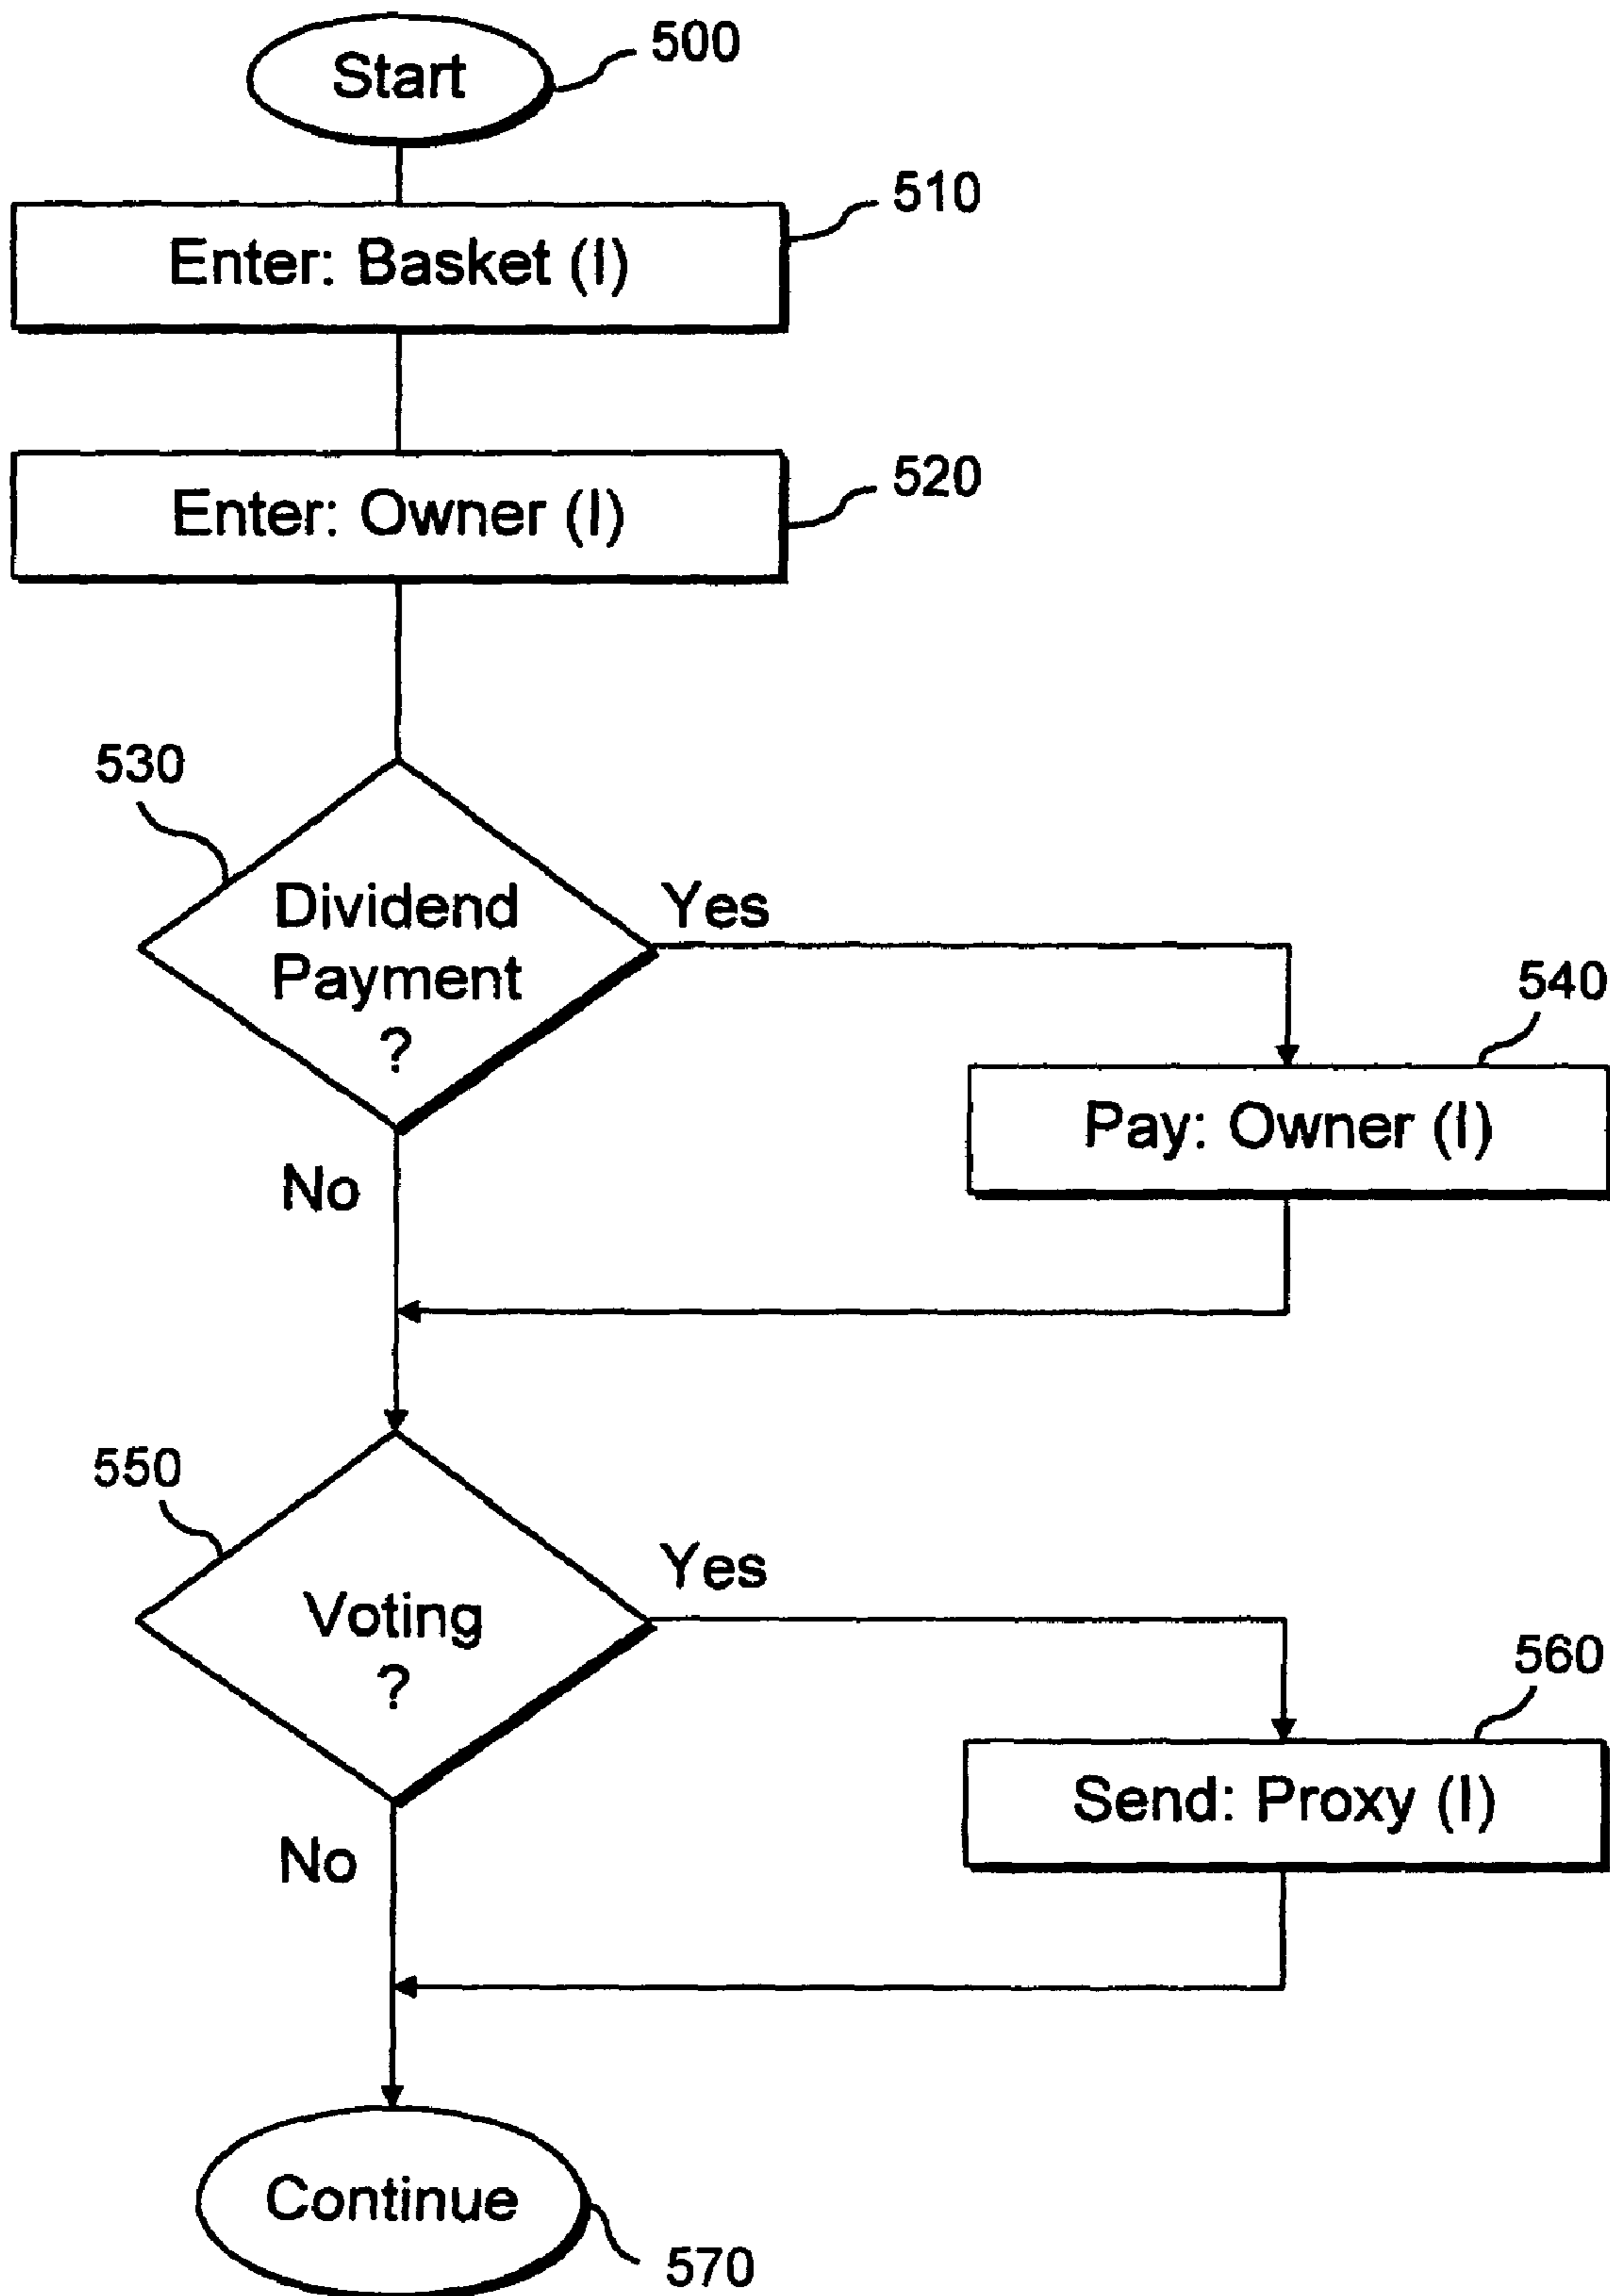 Start
500
510
Enter: Basket (I)
520
Enter: Owner (I)
530
Dividend
Payment
?
Yes
540
Pay: Owner (I)
No
550
Voting
?
Yes
560
Send: Proxy (I)
No
Continue
570